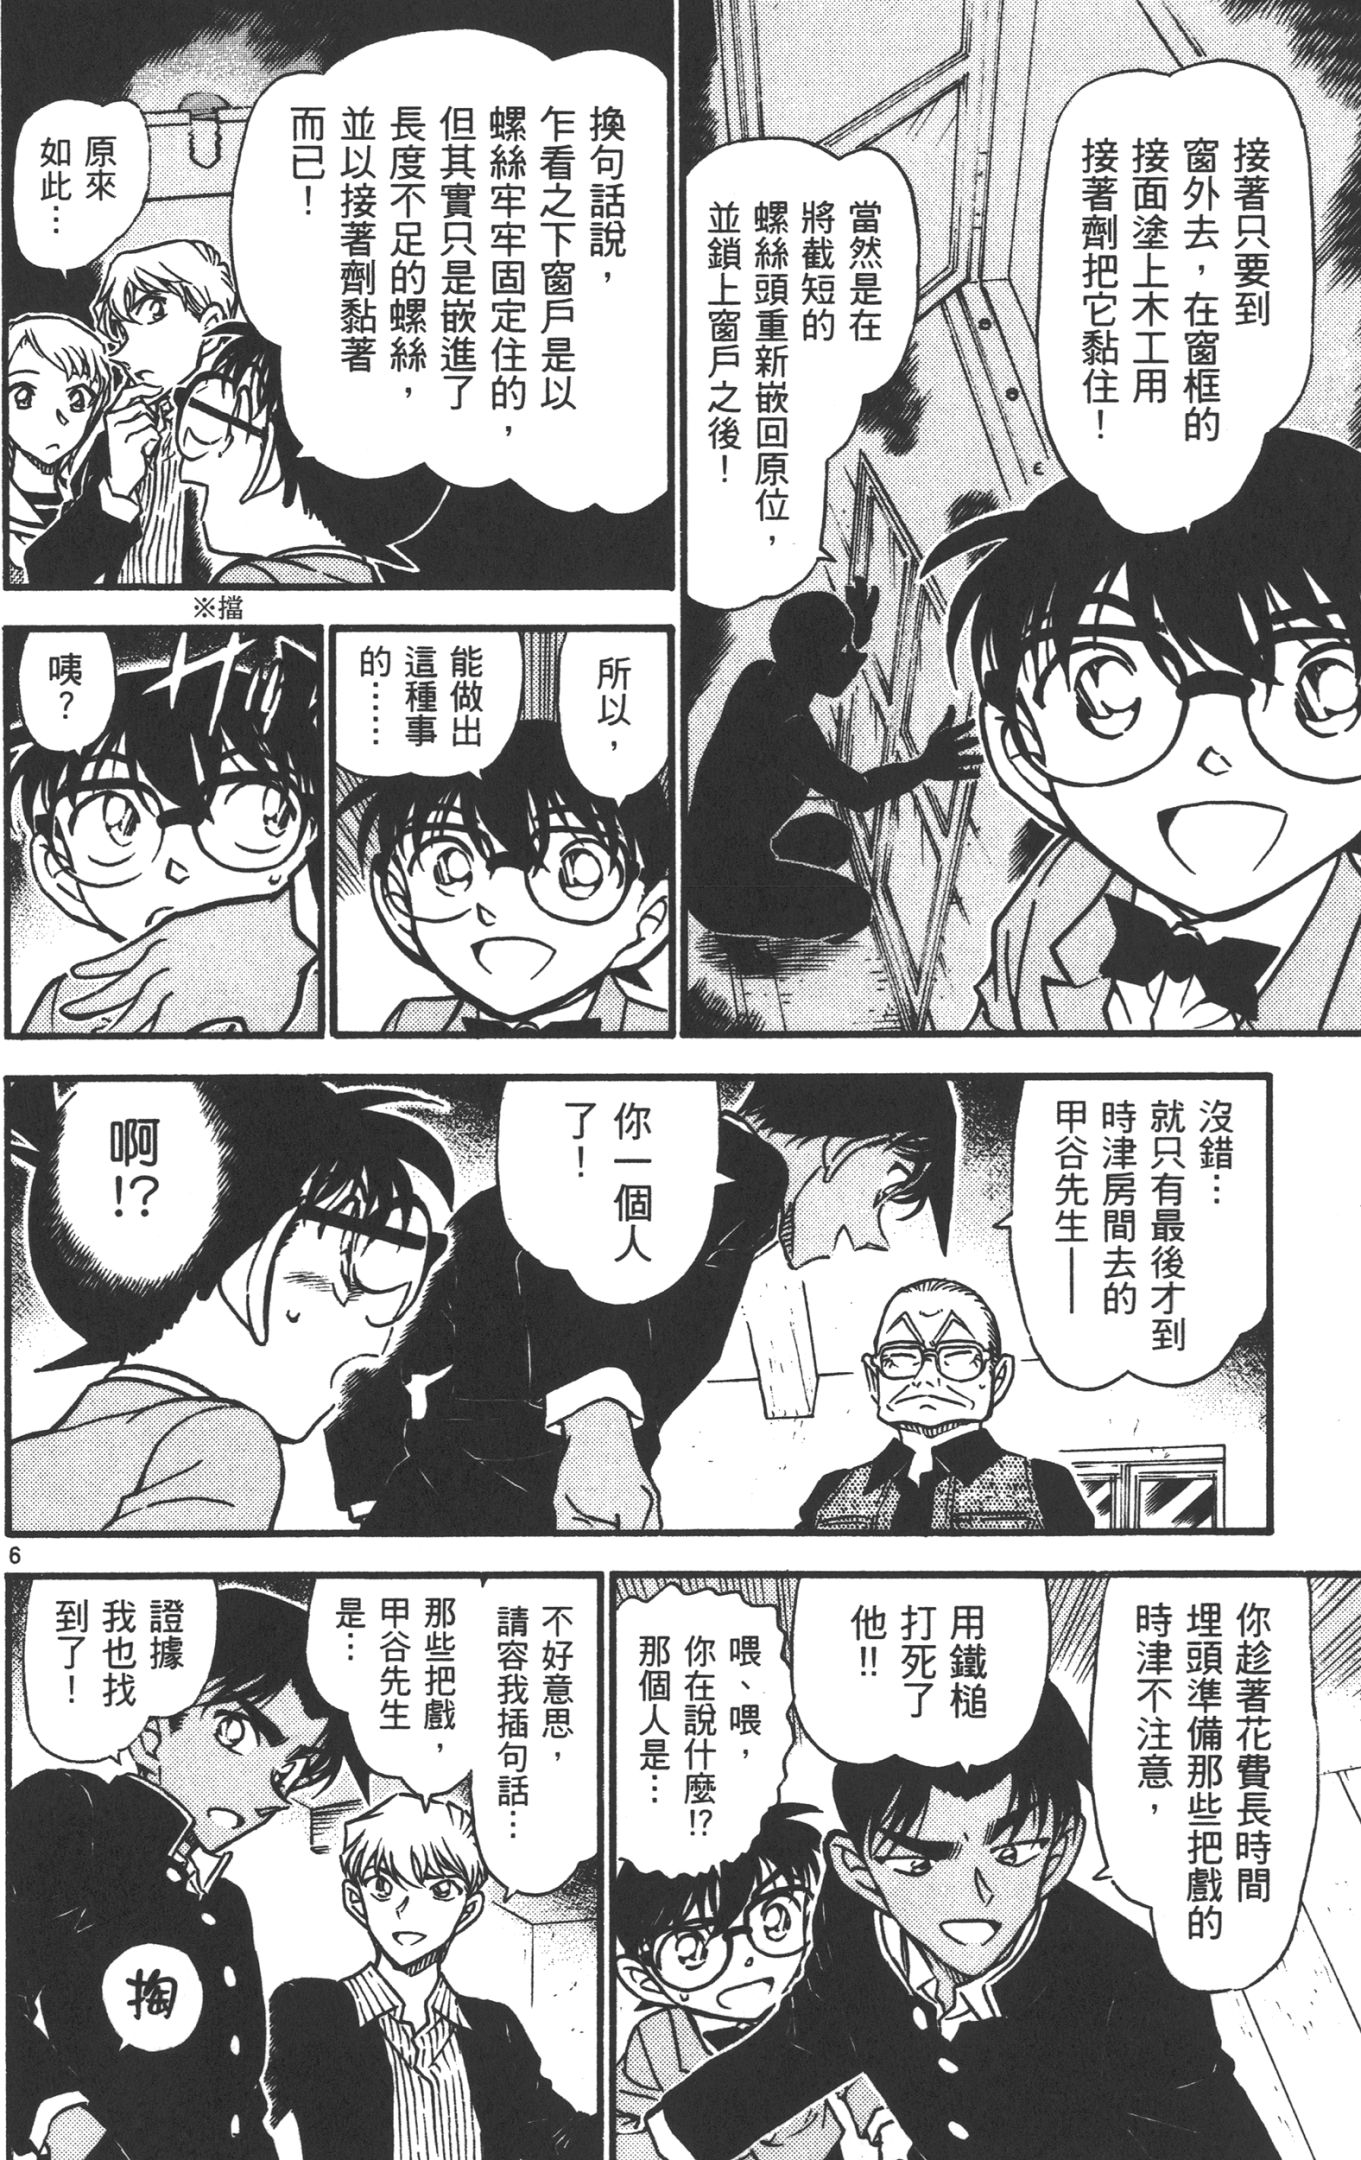 接著只要到
窗外去，在窗框的
接面塗上木工用
接著劑把它黏住！
當然是在
將截短的
螺絲頭重新嵌回原位，
並鎖上窗戶之後！
換句話說，
乍看之下窗戶是以
螺絲牢牢固定住的，
但其實只是嵌進了
長度不足的螺絲，
並以接著劑黏著
而已！
原來
如此…
所以，
能做出
這種事
的……
※擋
咦？
沒錯…
就只有最後才到
時津房間去的
甲谷先生——
你一個人
了！
啊!?
你趁著花費長時間
埋頭準備那些把戲的
時津不注意，
用鐵槌
打死了
他!!
喂、喂，
你在說什麼!?
那個人是…
不好意思，
請容我插句話…
那些把戲，
甲谷先生
是…
證據
我也找
到了！
掏
6